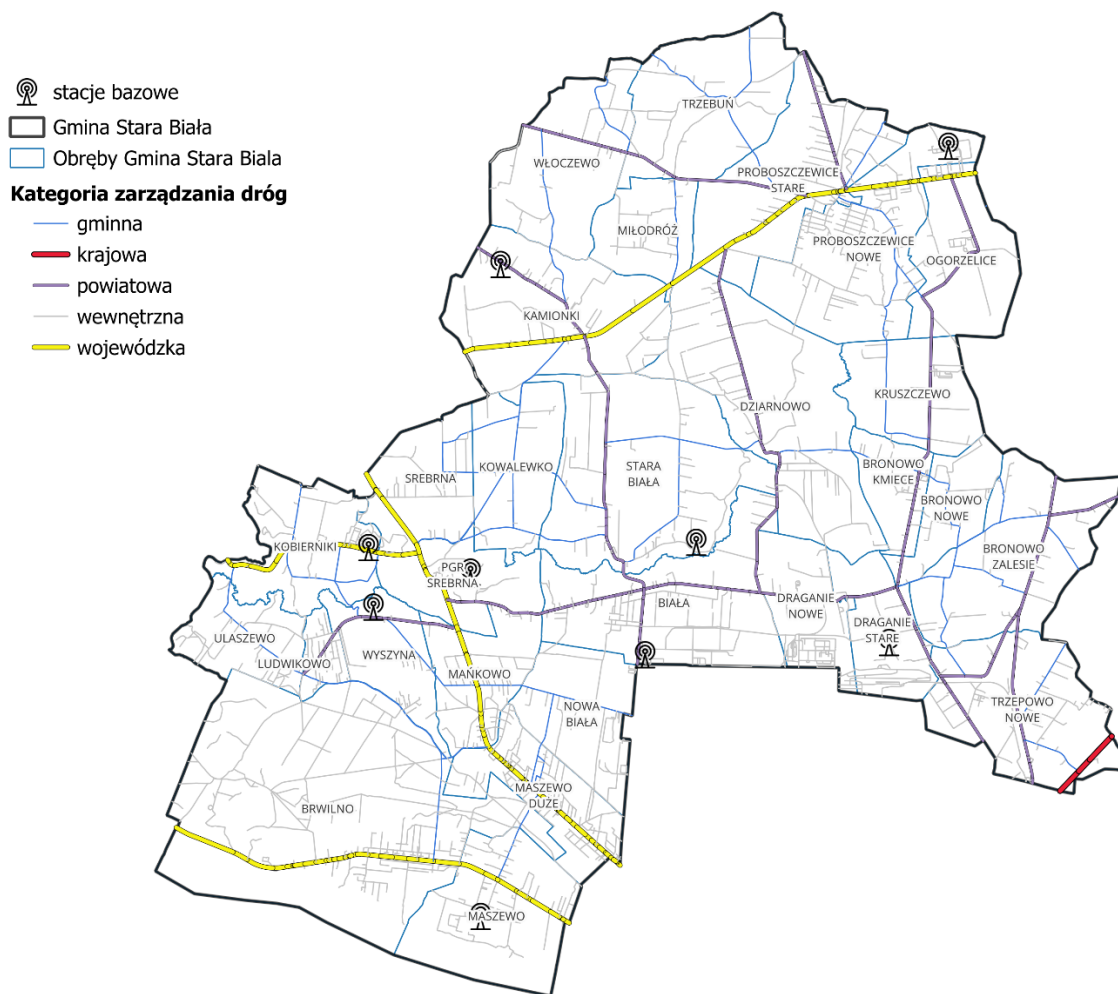 stacje bazowe
Gmina Stara Biała
Obręby Gmina Stara Biala
Kategoria zarządzania dróg
gminna
krajowa
powiatowa
wewnętrzna
wojewódzka
TRZEBUŃ
WŁOCZEWO
PROBOSZCZEWICE
STARE
MIŁODRÓŻ
PROBOSZCZEWICE
NOWE
OGORZELICE
KAMIONKI
KRUSZCZEWO
DZIARNOWO
SREBRNA
KOWALEWKO
STARA
BIAŁA
BRONOWO
KMIECE
BRONOWO
NOWE
KOBIERNIKI
BRONOWO
ZALESIE
PGR
SREBRNA
BIAŁA
DRAGANIE
NOWE
DRAGANIE
STARE
ULASZEWO
LUDWIKOWO
WYSZYNA
MAŃKOWO
NOWA
BIAŁA
TRZEPOWO
NOWE
MASZEWO
DUŻE
BRWILNO
MASZEWO